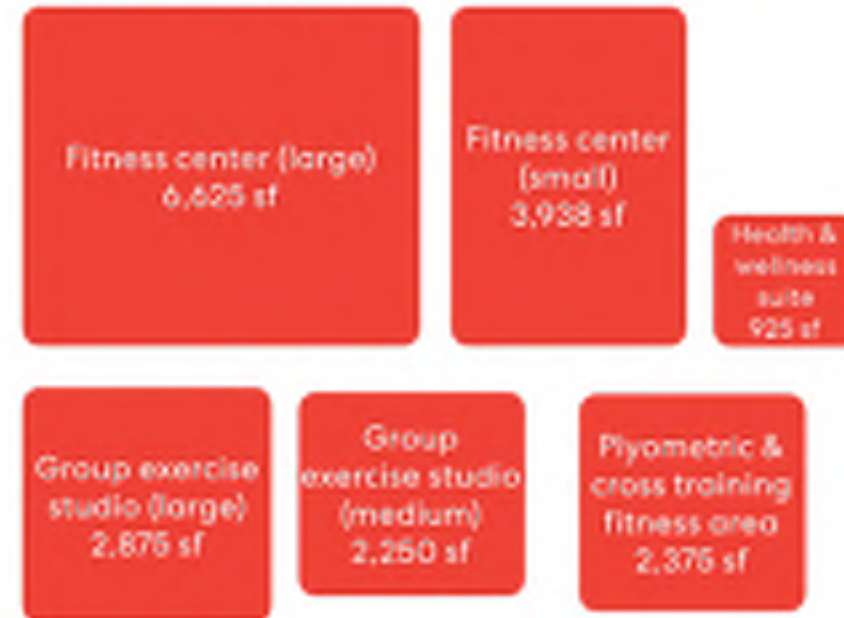 Fitness center (large)
6,625 sf
Fitness center
(small)
3,938 sf
Health &
wellness
suite
925 sf
Group exercise
studio (large)
2,875 sf
Group
exercise studio
(medium)
2,250 sf
Plyometric &
cross training
fitness area
2,375 sf